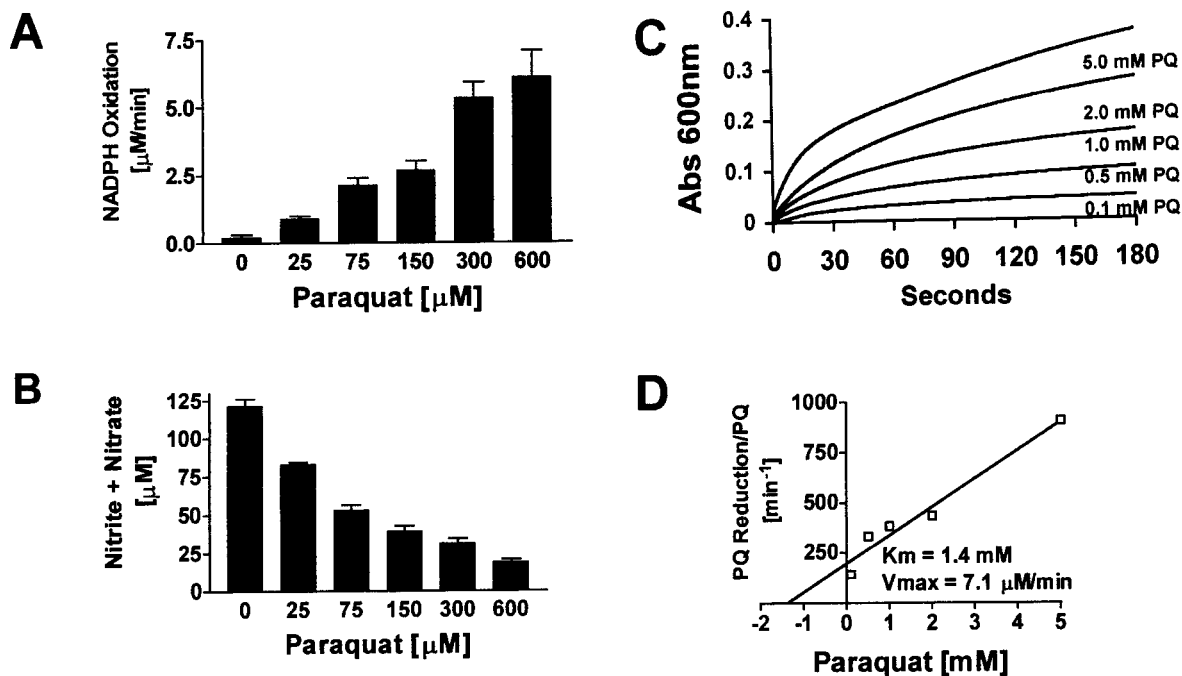 A
NADPH Oxidation
[μM/min]
7.5
5.0
2.5
0.0
0 25 75 150 300 600
Paraquat [μM]
B
Nitrite + Nitrate
[μM]
125
100
75
50
25
0
0 25 75 150 300 600
Paraquat [μM]
C
Abs 600nm
0.4
0.3
0.2
0.1
0
5.0 mM PQ
2.0 mM PQ
1.0 mM PQ
0.5 mM PQ
0.1 mM PQ
0 30 60 90 120 150 180
Seconds
D
PQ Reduction/PQ
[min-1]
1000
750
500
250
Km = 1.4 mM
Vmax = 7.1 μM/min
-2 -1 0 1 2 3 4 5
Paraquat [mM]